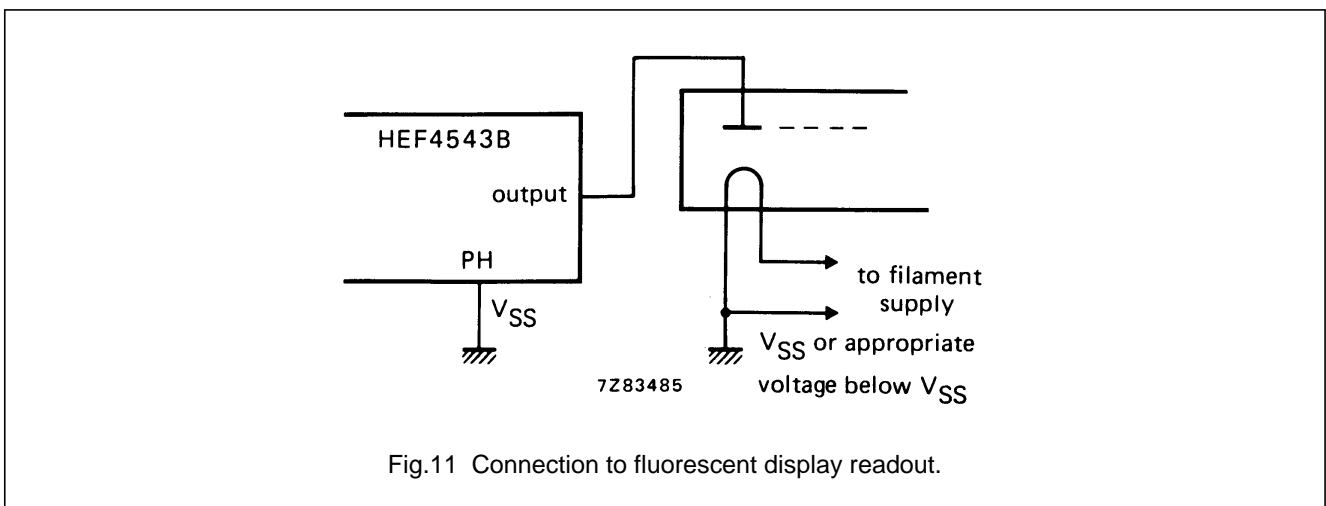 HEF4543B
output
PH
VSS
to filament
supply
VSS or appropriate
voltage below VSS
7Z83485
Fig.11 Connection to fluorescent display readout.